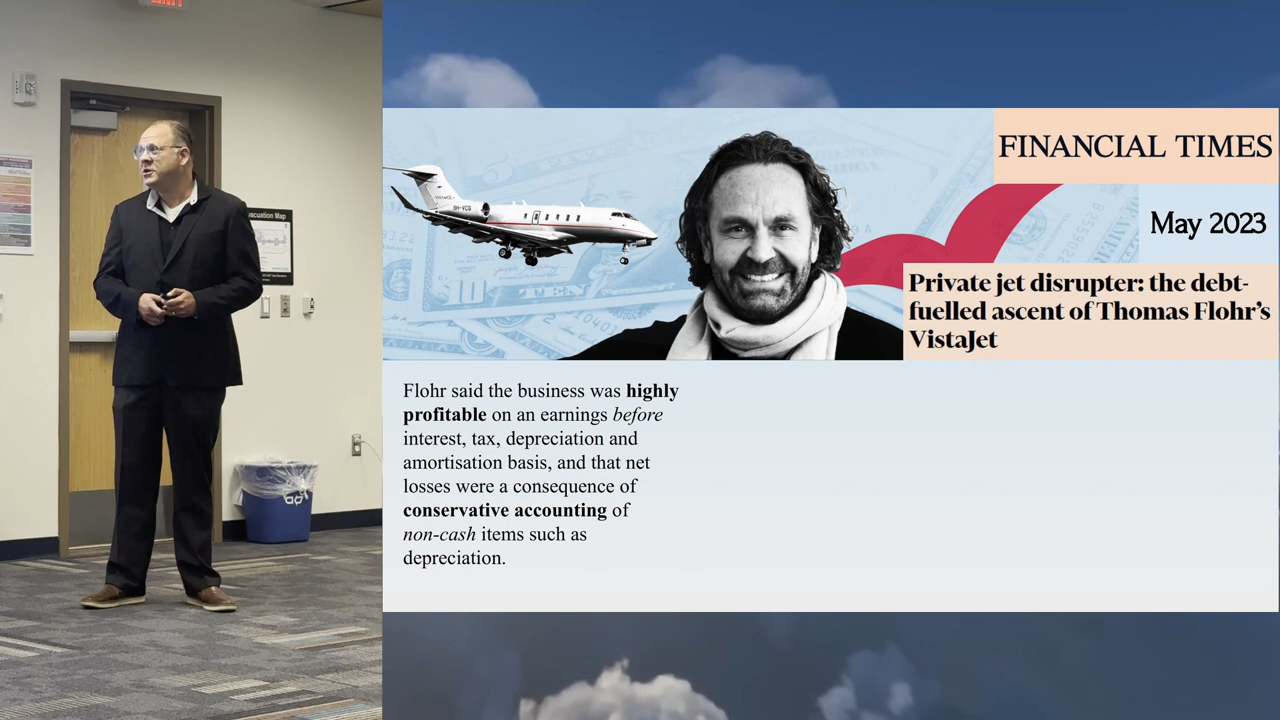 FINANCIAL TIMES
May 2023
Private jet disrupter: the debt-
fuelled ascent of Thomas Flohr's
VistaJet
9H-VCG
Flohr said the business was highly
profitable on an earnings before
interest, tax, depreciation and
amortisation basis, and that net
losses were a consequence of
conservative accounting of
non-cash items such as
depreciation.